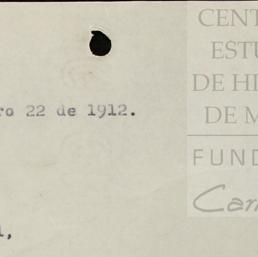 CENT
ESTU
DE HI
DE M
FUND
Car
ro 22 de 1912.
l,